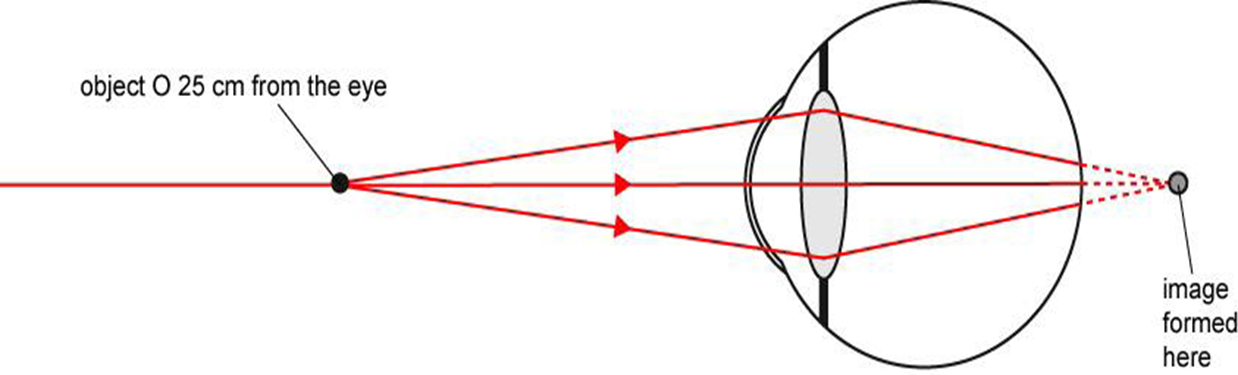 object O 25 cm from the eye
image
formed
here